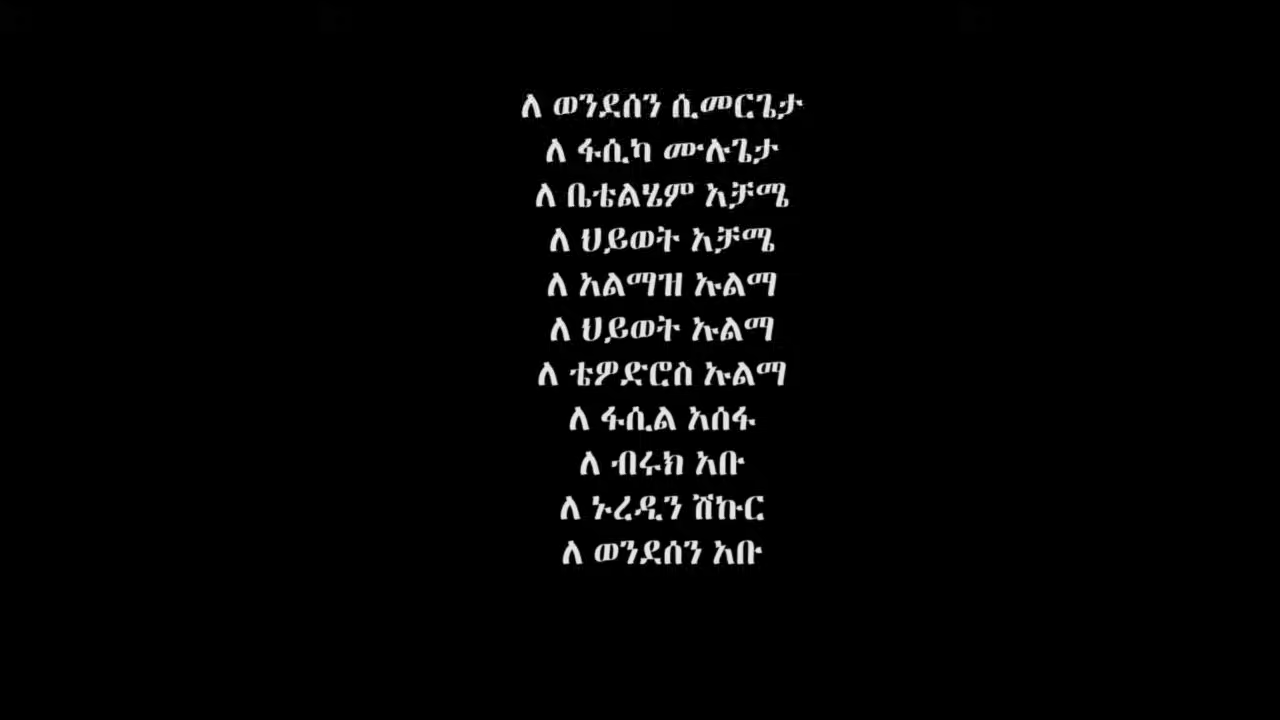 ለ ወንደሰን ሲመርጌታ
ለ ፋሲካ ሙሉጌታ
ለ ቤቴልሄም አቻሜ
ለ ህይወት አቻሜ
ለ አልማዝ ኡልማ
ለ ህይወት ኡልማ
ለ ቴዎድሮስ ኡልማ
ለ ፋሲል አሰፋ
ለ ብሩክ አቡ
ለ ኑረዲን ሽኩር
ለ ወንደሰን አቡ